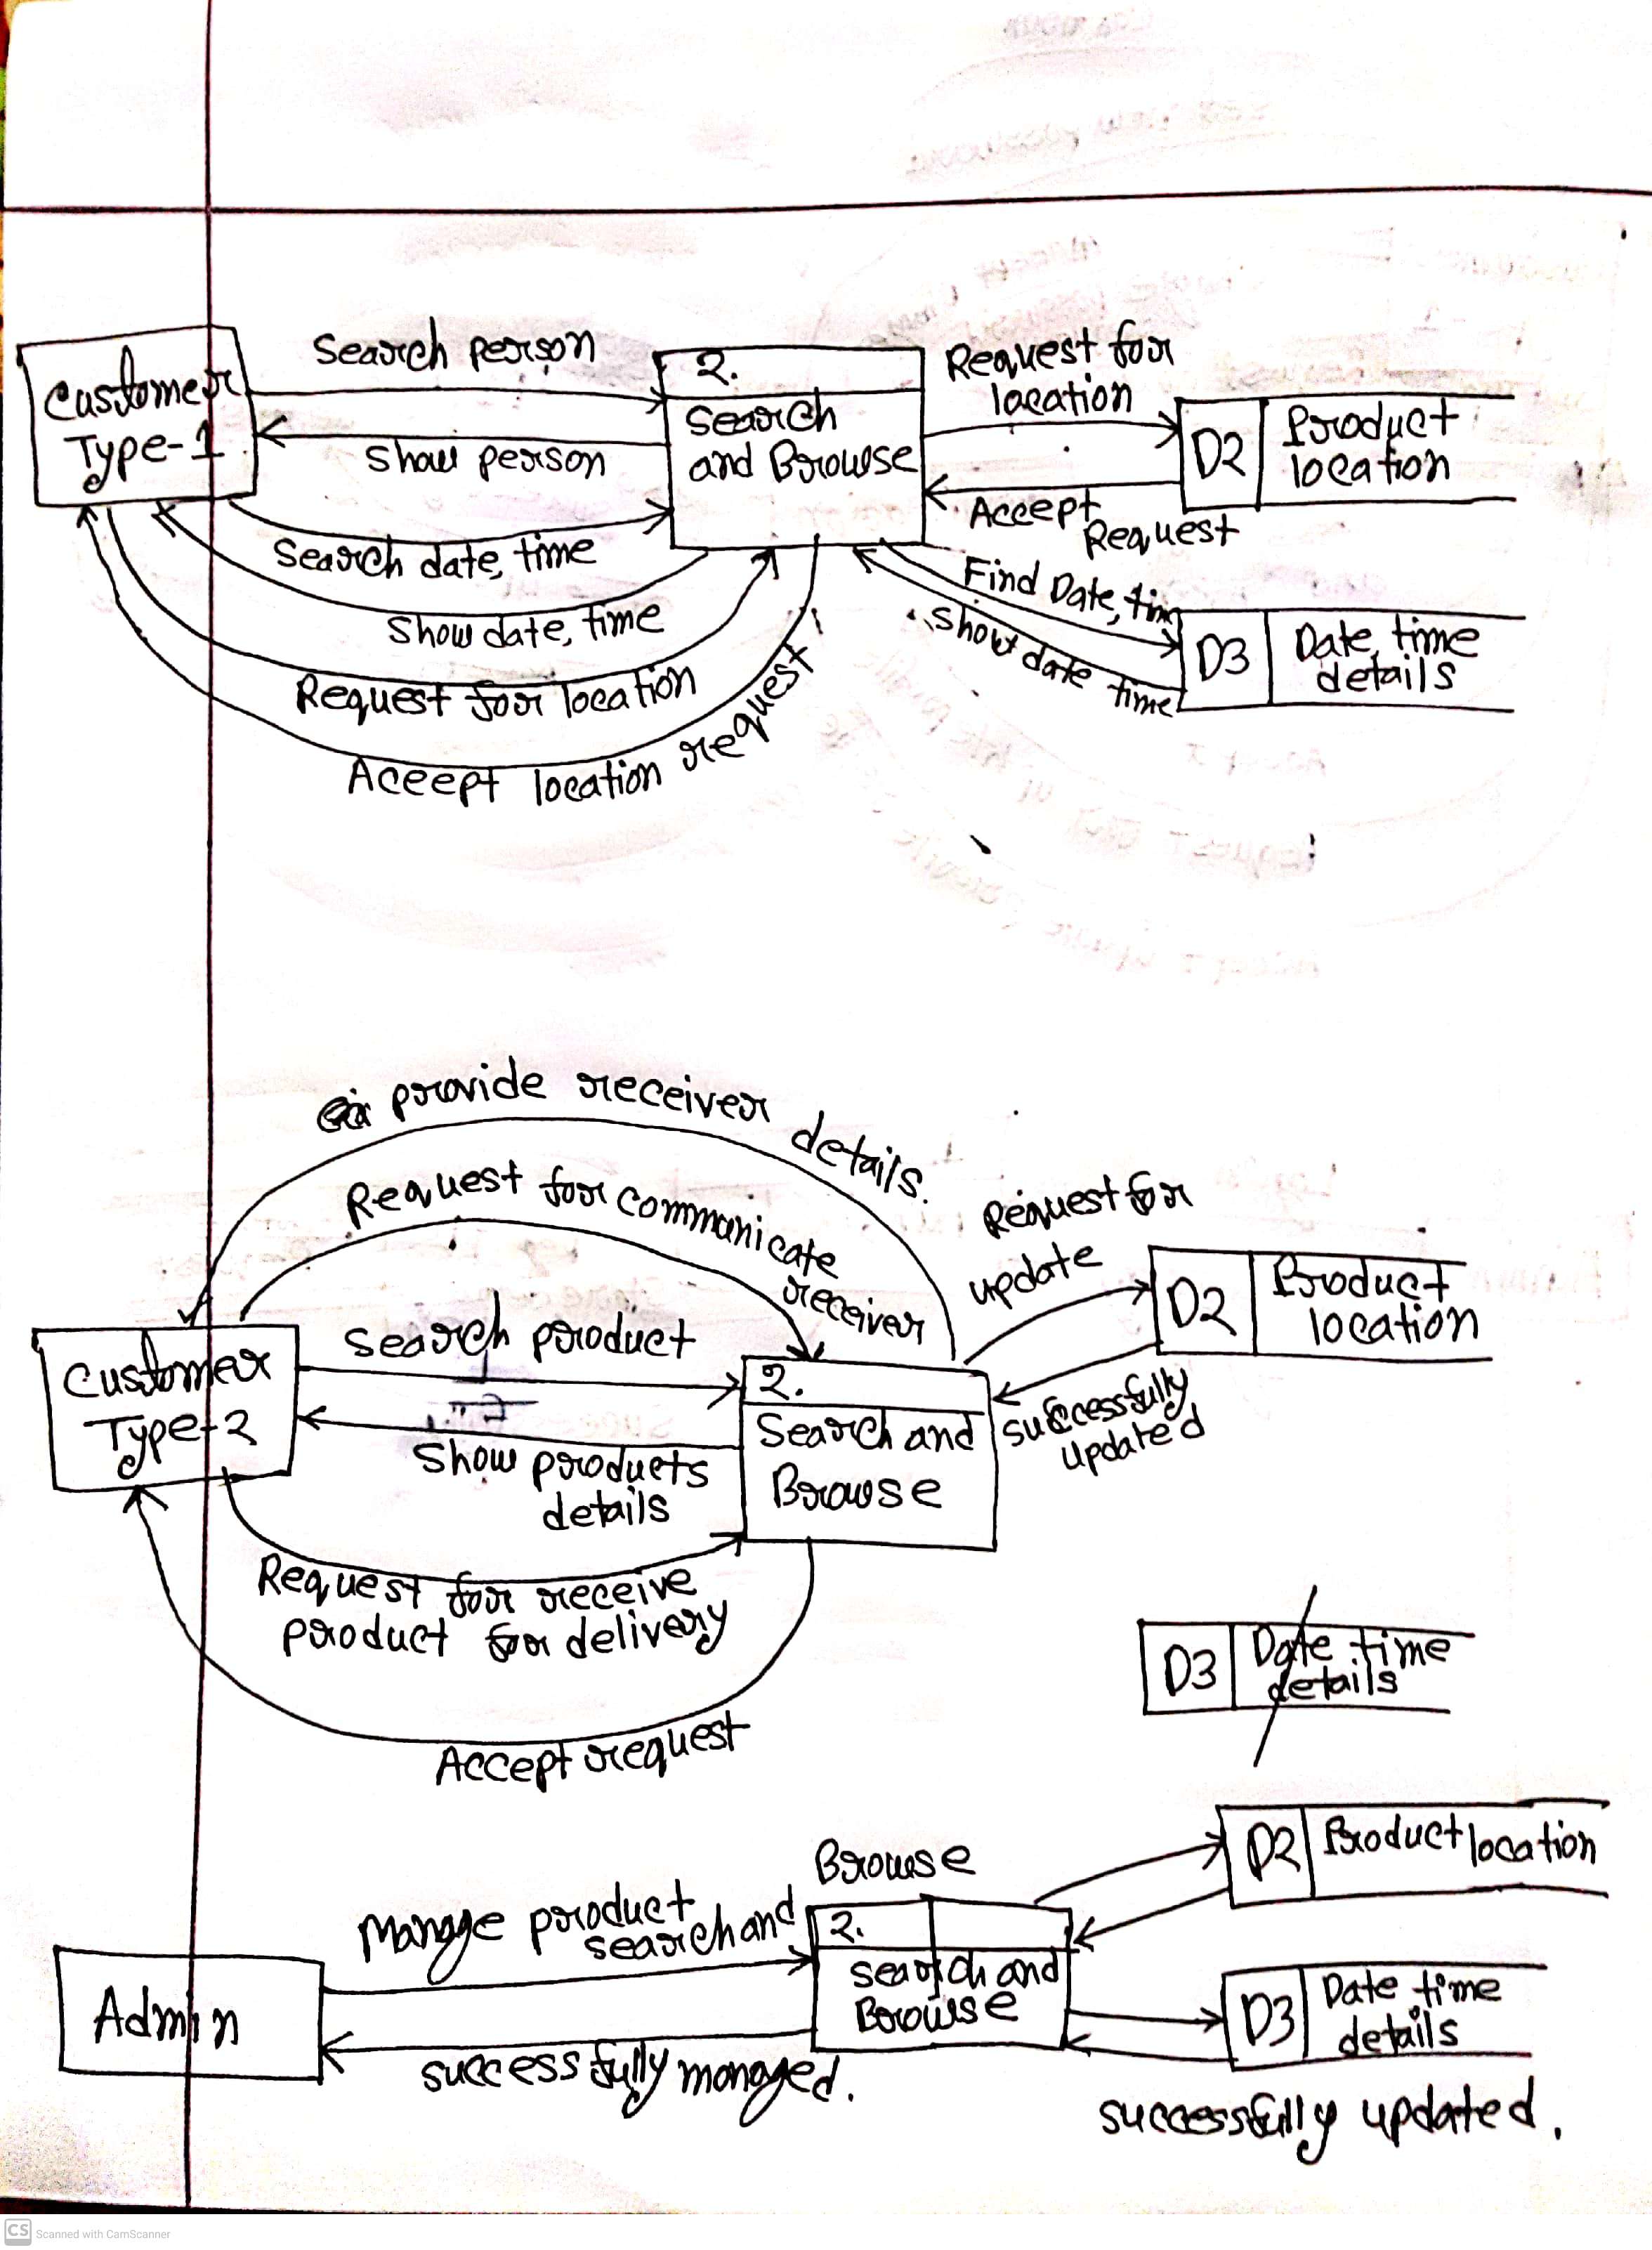 Search person
Customer
Type-1
2.
Search
and Browse
Show person
Request for
location
D2
Product
location
Accept
Request
Search date, time
Show date, time
Request for location
Aceept location request
Find Date, tim
Show date time
D3
Date, time
details
provide receiver details.
Request for communicate
receiver
Request for
update
D2
Product
location
Customer
Type-2
Search product
2.
Search and
Browse
Show products
details
successfully
updated
Request for receive
product for delivery
Accept request
D3
Date time
details
Browse
D2
Product location
Manage product
search and
2.
Search and
Browse
Admin
successfully managed.
D3
Date time
details
successfully updated.
CS Scanned with CamScanner